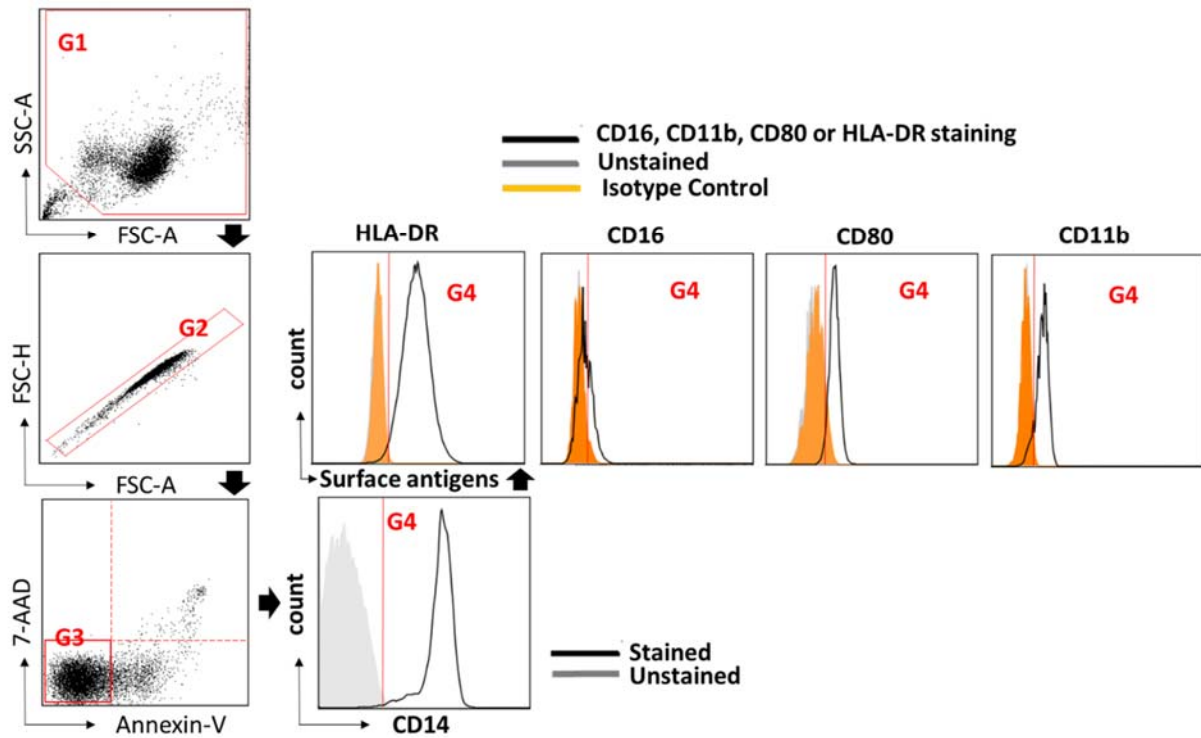 G1
SSC-A
FSC-A
CD16, CD11b, CD80 or HLA-DR staining
Unstained
Isotype Control
G2
FSC-H
FSC-A
HLA-DR
CD16
CD80
CD11b
G4
G4
G4
G4
count
Surface antigens
G3
7-AAD
Annexin-V
G4
count
CD14
Stained
Unstained